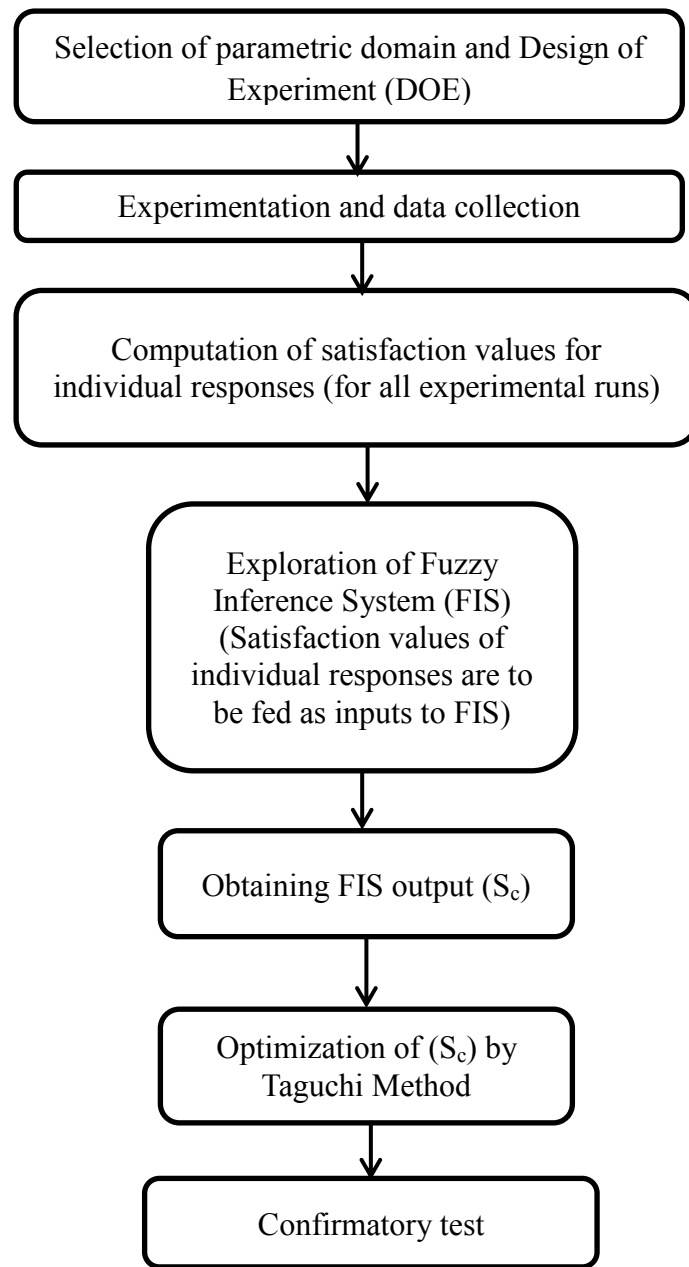 Selection of parametric domain and Design of
Experiment (DOE)
Experimentation and data collection
Computation of satisfaction values for
individual responses (for all experimental runs)
Exploration of Fuzzy
Inference System (FIS)
(Satisfaction values of
individual responses are to
be fed as inputs to FIS)
Obtaining FIS output (Sc)
Optimization of (Sc) by
Taguchi Method
Confirmatory test